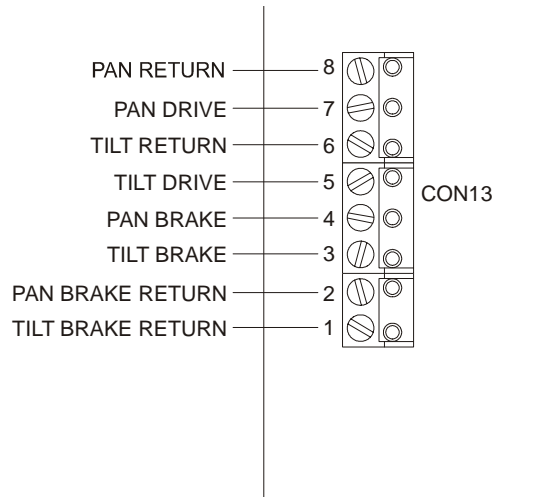 PAN RETURN 8
PAN DRIVE 7
TILT RETURN 6
TILT DRIVE 5
CON13
PAN BRAKE 4
TILT BRAKE 3
PAN BRAKE RETURN 2
TILT BRAKE RETURN 1